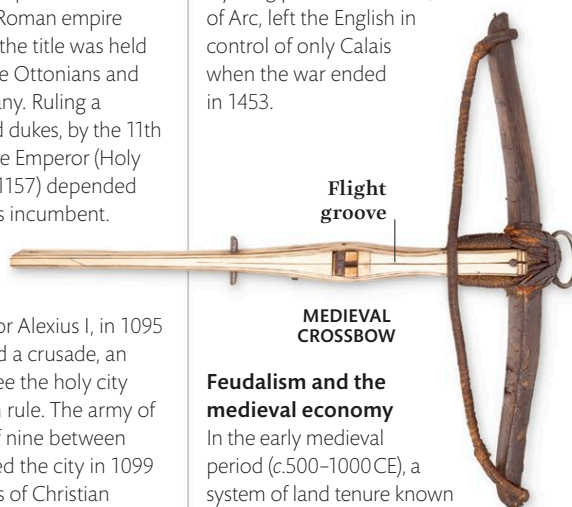 Roman empire
the title was held
e Ottonians and
any. Ruling a
d dukes, by the 11th
e Emperor (Holy
1157) depended
s incumbent.
or Alexius I, in 1095
d a crusade, an
ee the holy city
n rule. The army of
f nine between
ed the city in 1099
s of Christian
of Arc, left the English in
control of only Calais
when the war ended
in 1453.
Flight
groove
MEDIEVAL
CROSSBOW
Feudalism and the
medieval economy
In the early medieval
period (c.500–1000 CE), a
system of land tenure known